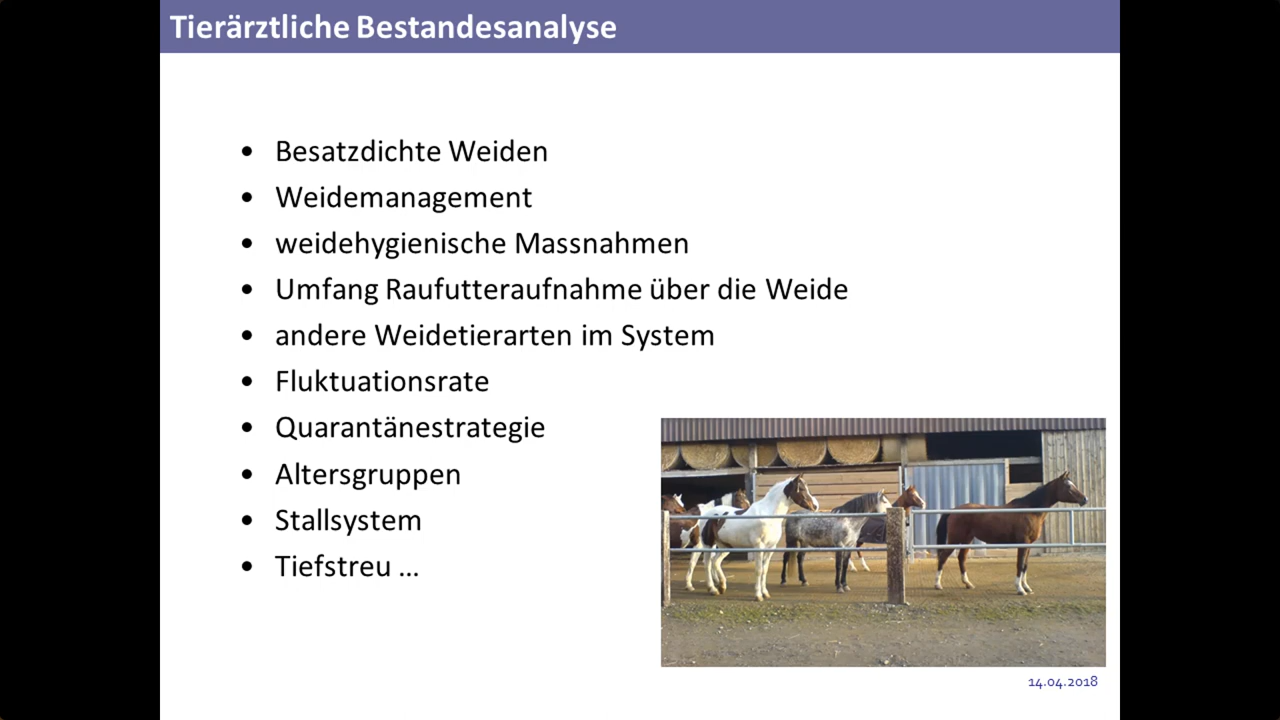 Tierärztliche Bestandesanalyse
• Besatzdichte Weiden
• Weidemanagement
• weidehygienische Massnahmen
• Umfang Raufutteraufnahme über die Weide
• andere Weidetierarten im System
• Fluktuationsrate
• Quarantänestrategie
• Altersgruppen
• Stallsystem
• Tiefstreu ...
14.04.2018